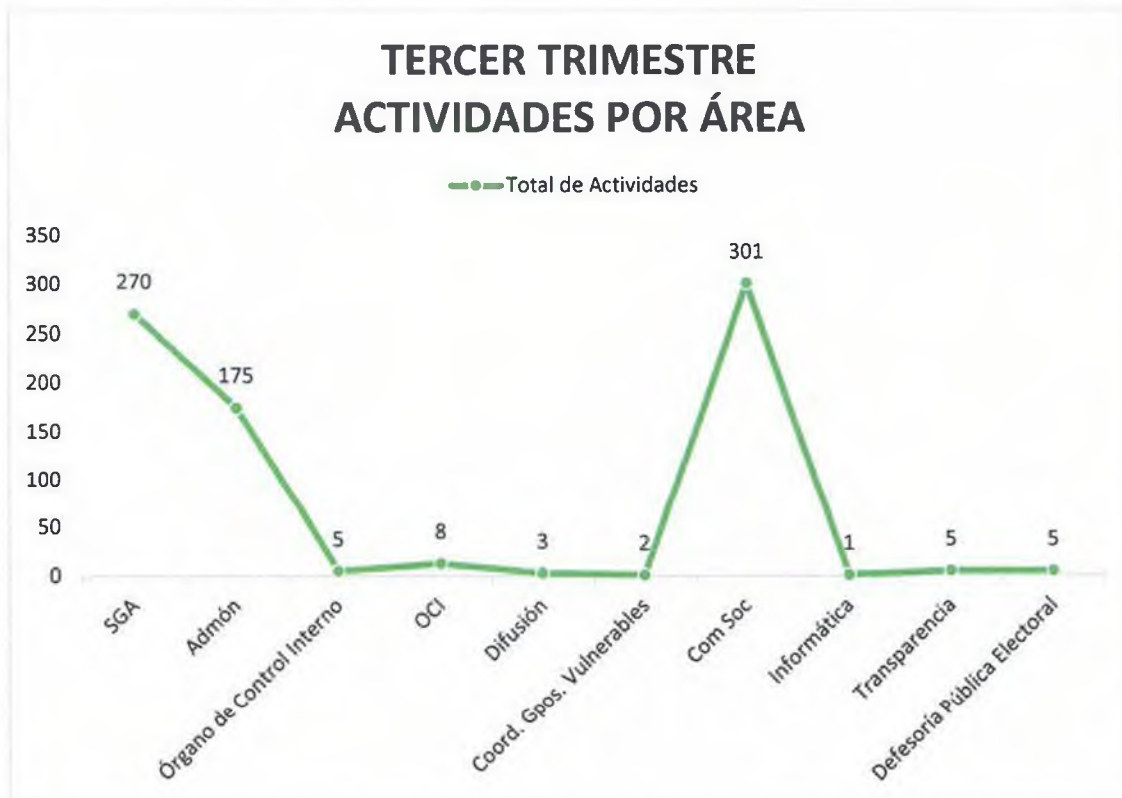 TERCER TRIMESTRE
ACTIVIDADES POR ÁREA
Total de Actividades
350
300
250
200
150
100
50
0
270
175
5
8
3
2
301
1
5
5
SGA
Admón
Órgano de Control Interno
OCI
Difusión
Coord. Gpos. Vulnerables
Com Soc
Informática
Transparencia
Defesoría Pública Electoral